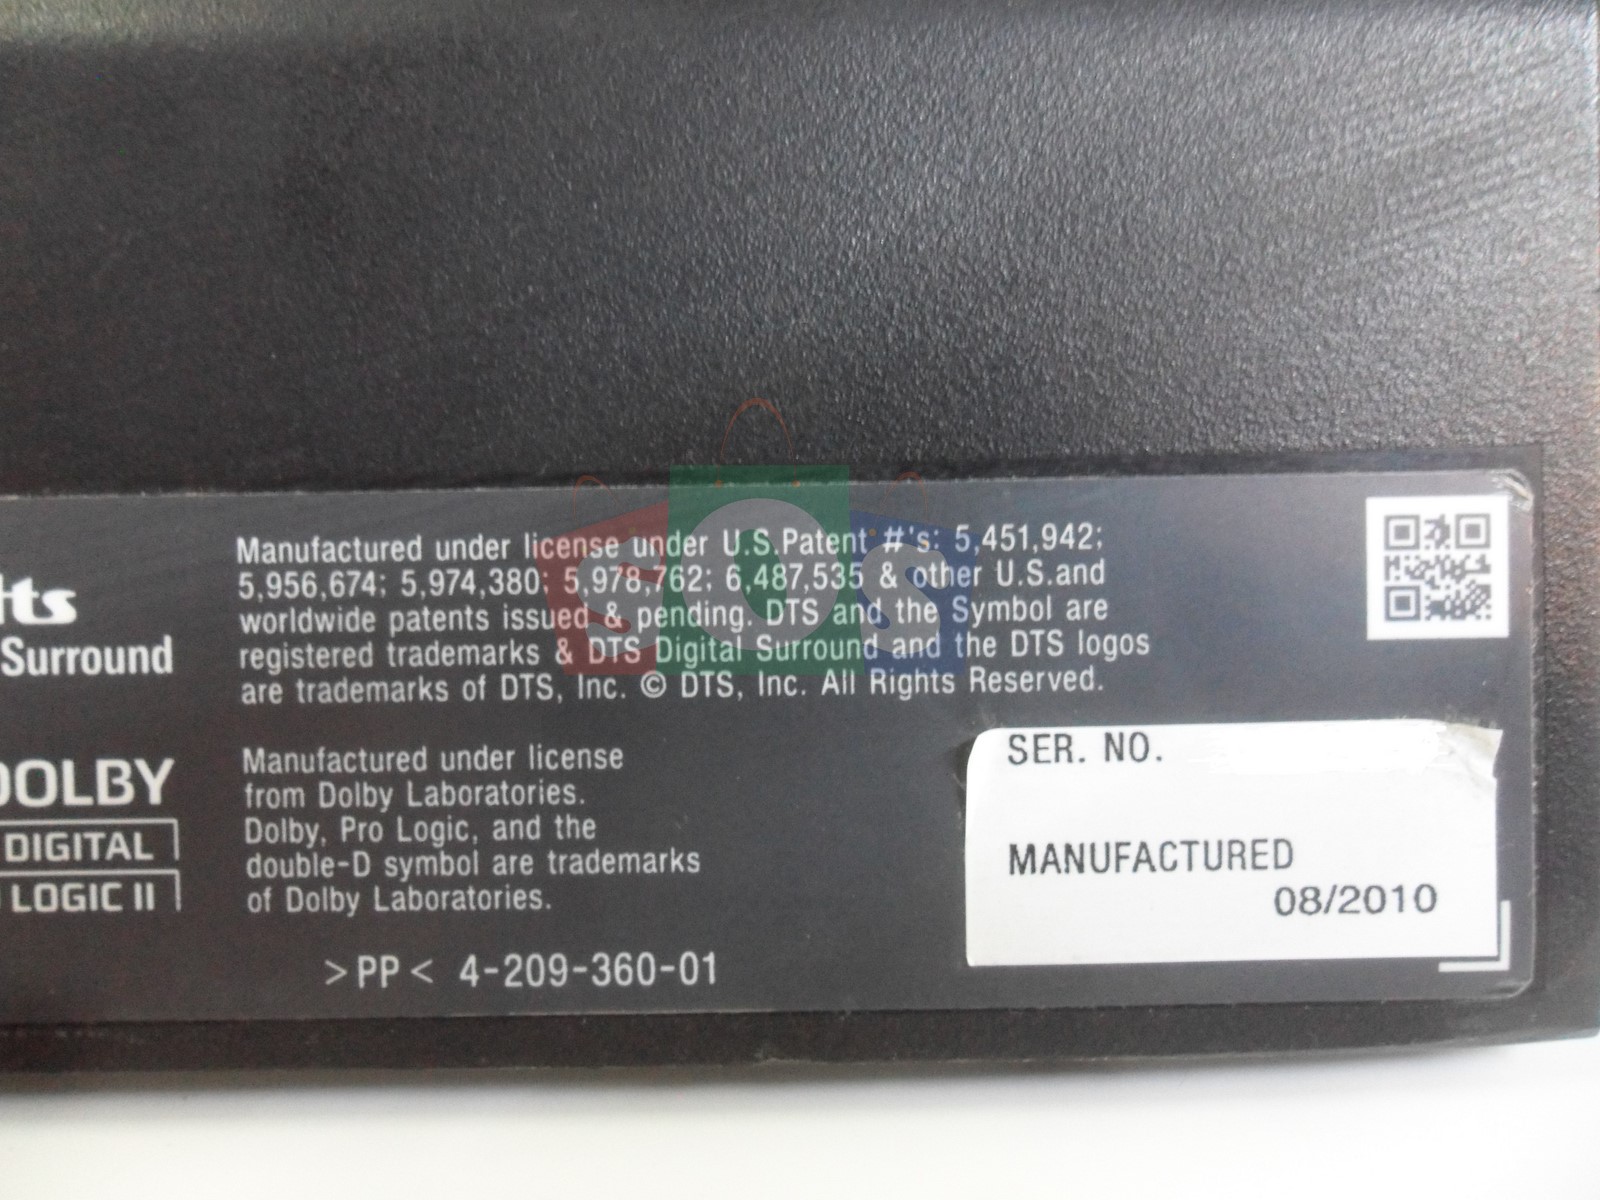 dts
Surround
Manufactured under license under U.S.Patent #'s: 5,451,942;
5,956,674; 5,974,380; 5,978,762; 6,487,535 & other U.S.and
worldwide patents issued & pending. DTS and the Symbol are
registered trademarks & DTS Digital Surround and the DTS logos
are trademarks of DTS, Inc. © DTS, Inc. All Rights Reserved.
DOLBY
DIGITAL
LOGIC II
Manufactured under license
from Dolby Laboratories.
Dolby, Pro Logic, and the
double-D symbol are trademarks
of Dolby Laboratories.
>PP< 4-209-360-01
SER. NO.
MANUFACTURED
08/2010
SOS